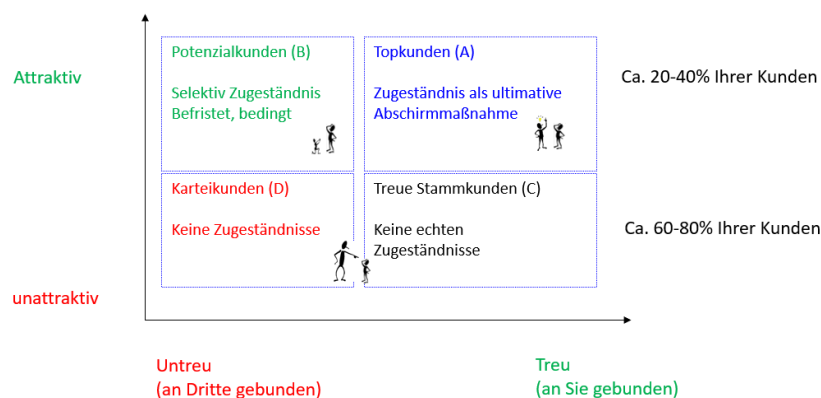 Attraktiv
Potenzialkunden (B)
Selektiv Zugeständnis
Befristet, bedingt
Topkunden (A)
Zugeständnis als ultimative
Abschirmmaßnahme
Ca. 20-40% Ihrer Kunden
Karteikunden (D)
Keine Zugeständnisse
Treue Stammkunden (C)
Keine echten
Zugeständnisse
Ca. 60-80% Ihrer Kunden
unattraktiv
Untreu
(an Dritte gebunden)
Treu
(an Sie gebunden)